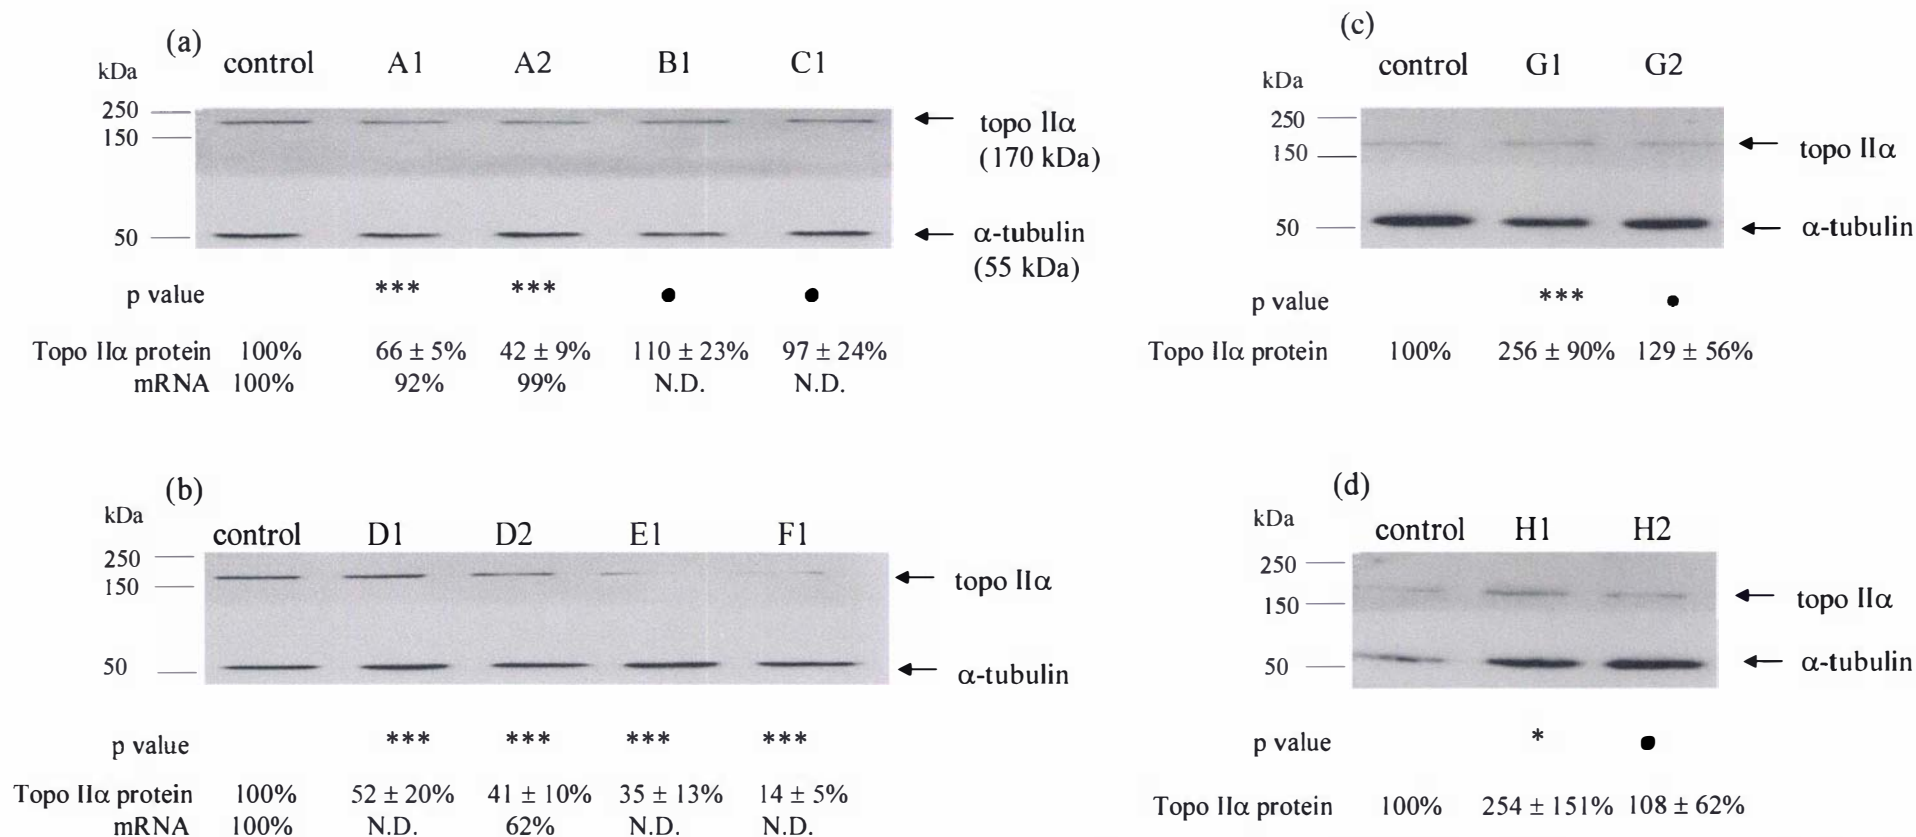 (a)
kDa control A1 A2 B1 C1
250
150
50
topo IIα
(170 kDa)
α-tubulin
(55 kDa)
p value *** *** ● ●
Topo IIα protein 100% 66 ± 5% 42 ± 9% 110 ± 23% 97 ± 24%
mRNA 100% 92% 99% N.D. N.D.
(b)
kDa control D1 D2 E1 F1
250
150
50
topo IIα
α-tubulin
p value *** *** *** ***
Topo IIα protein 100% 52 ± 20% 41 ± 10% 35 ± 13% 14 ± 5%
mRNA 100% N.D. 62% N.D. N.D.
(c)
kDa control G1 G2
250
150
50
topo IIα
α-tubulin
p value *** ●
Topo IIα protein 100% 256 ± 90% 129 ± 56%
(d)
kDa control H1 H2
250
150
50
topo IIα
α-tubulin
p value * ●
Topo IIα protein 100% 254 ± 151% 108 ± 62%